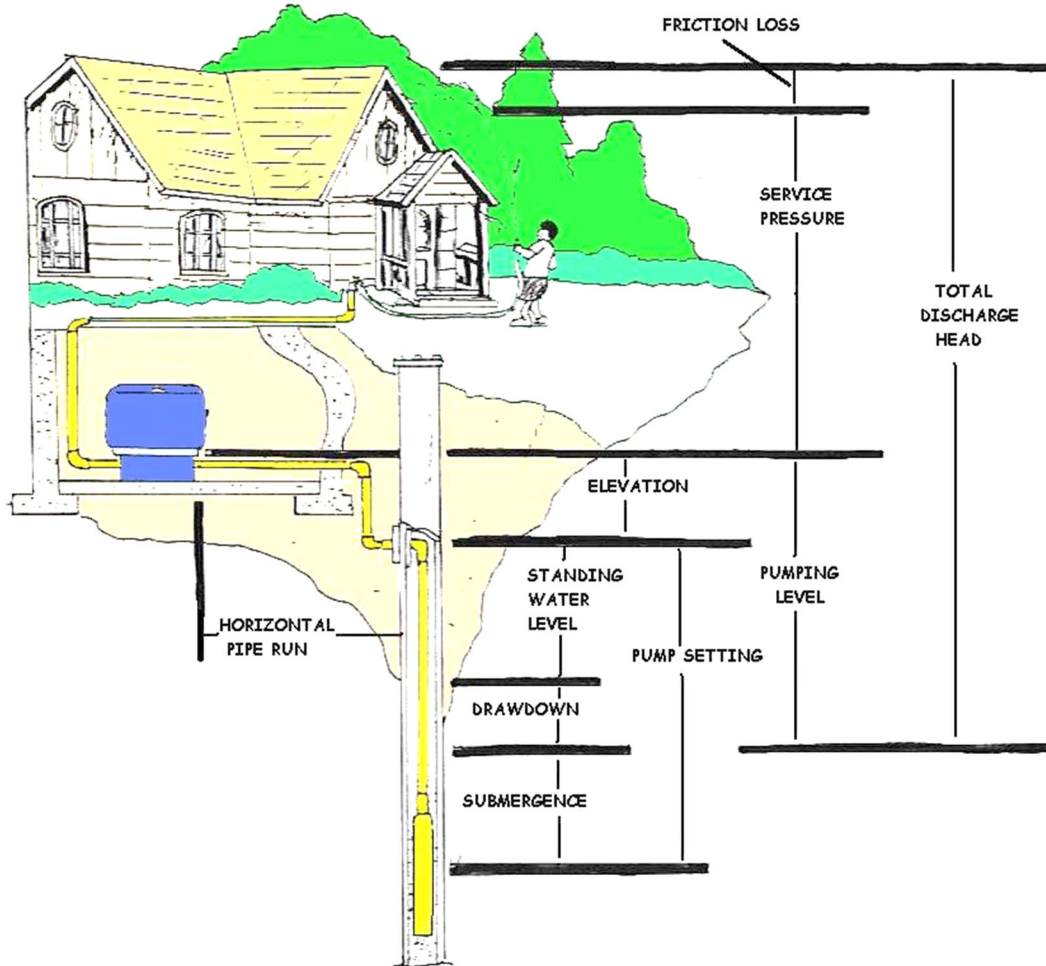 FRICTION LOSS
SERVICE
PRESSURE
TOTAL
DISCHARGE
HEAD
ELEVATION
STANDING
WATER
LEVEL
PUMPING
LEVEL
HORIZONTAL
PIPE RUN
PUMP SETTING
DRAWDOWN
SUBMERGENCE